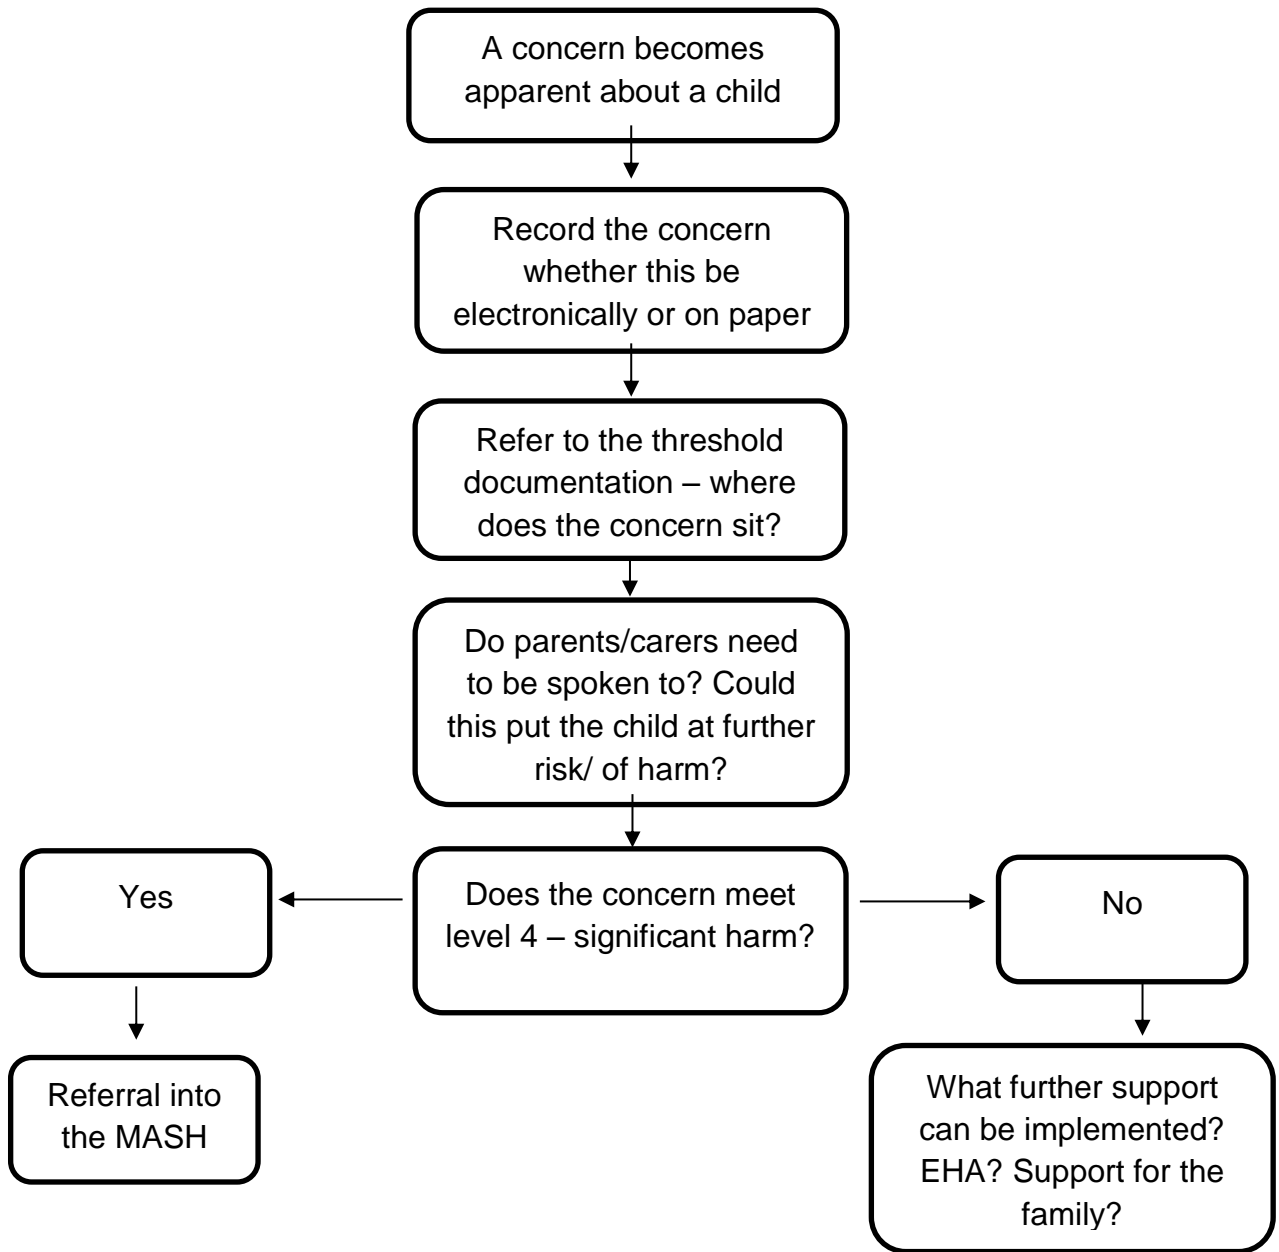 A concern becomes
apparent about a child
Record the concern
whether this be
electronically or on paper
Refer to the threshold
documentation – where
does the concern sit?
Do parents/carers need
to be spoken to? Could
this put the child at further
risk/ of harm?
Does the concern meet
level 4 – significant harm?
Yes
No
Referral into
the MASH
What further support
can be implemented?
EHA? Support for the
family?